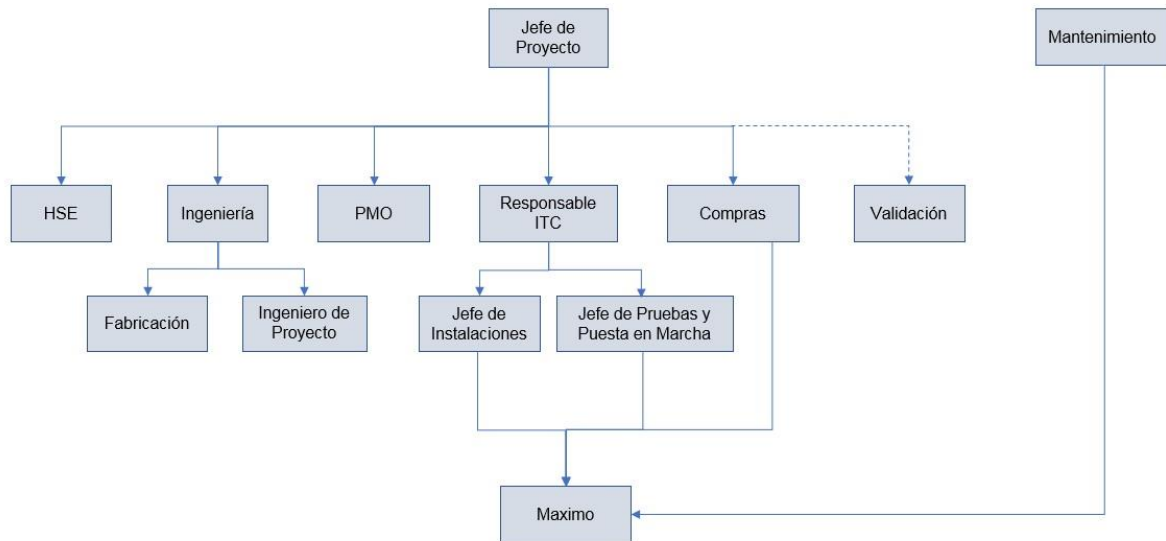 Jefe de
Proyecto
Mantenimiento
HSE
Ingeniería
PMO
Responsable
ITC
Compras
Validación
Fabricación
Ingeniero de
Proyecto
Jefe de
Instalaciones
Jefe de Pruebas y
Puesta en Marcha
Maximo